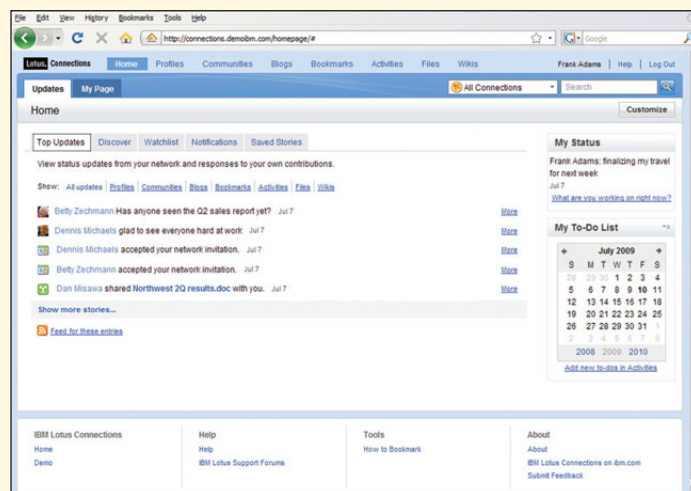 File Edit View History Bookmarks Tools Help
http://connections.demoibm.com/homepage/#
Google
Lotus. Connections Home Profiles Communities Blogs Bookmarks Activities Files Wikis Frank Adams | Help | Log Out
Updates My Page All Connections Search
Home Customize
Top Updates Discover Watchlist Notifications Saved Stories
View status updates from your network and responses to your own contributions.
Show: All updates | Profiles | Communities | Blogs | Bookmarks | Activities | Files | Wikis
Betty Zechmann Has anyone seen the Q2 sales report yet? Jul 7 More
Dennis Michaels glad to see everyone hard at work Jul 7 More
Dennis Michaels accepted your network invitation. Jul 7 More
Betty Zechmann accepted your network invitation. Jul 7 More
Dan Misawa shared Northwest 2Q results.doc with you. Jul 7 More
Show more stories...
Feed for these entries
My Status
Frank Adams: finalizing my travel
for next week
Jul 7
What are you working on right now?
My To-Do List
July 2009
S M T W T F S
28 29 30 1 2 3 4
5 6 7 8 9 10 11
12 13 14 15 16 17 18
19 20 21 22 23 24 25
26 27 28 29 30 31 1
2 3 4 5 6 7 8
2008 2009 2010
Add new to-dos in Activities
IBM Lotus Connections
Home
Demo
Help
Help
IBM Lotus Support Forums
Tools
How to Bookmark
About
About
IBM Lotus Connections on ibm.com
Submit Feedback